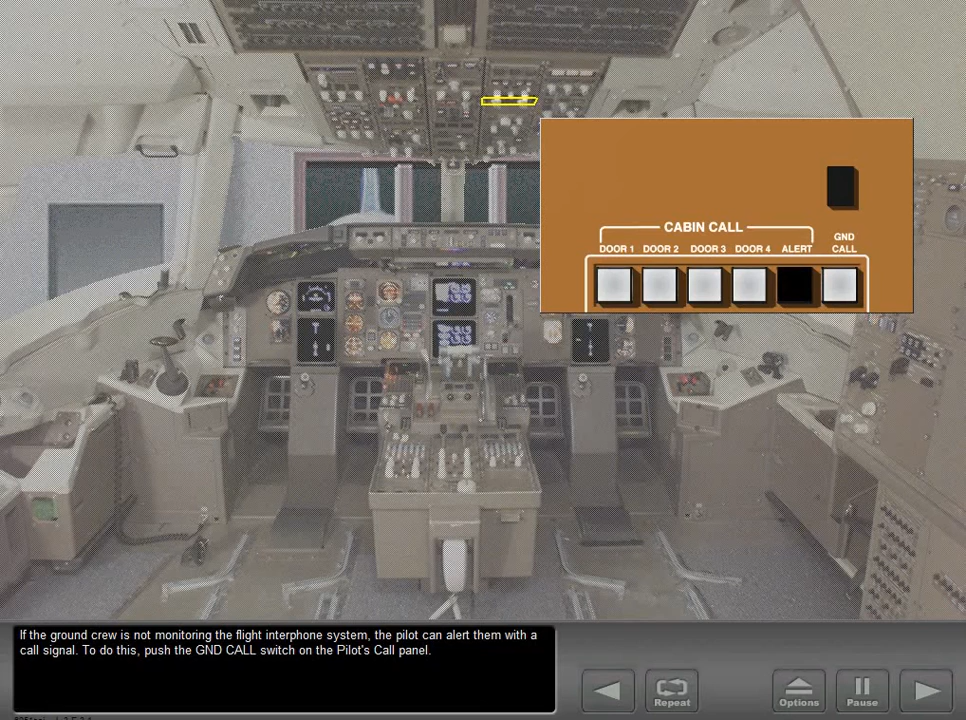 CABIN CALL
DOOR 1 DOOR 2 DOOR 3 DOOR 4 ALERT GND CALL
If the ground crew is not monitoring the flight interphone system, the pilot can alert them with a
call signal. To do this, push the GND CALL switch on the Pilot's Call panel.
Repeat Options Pause